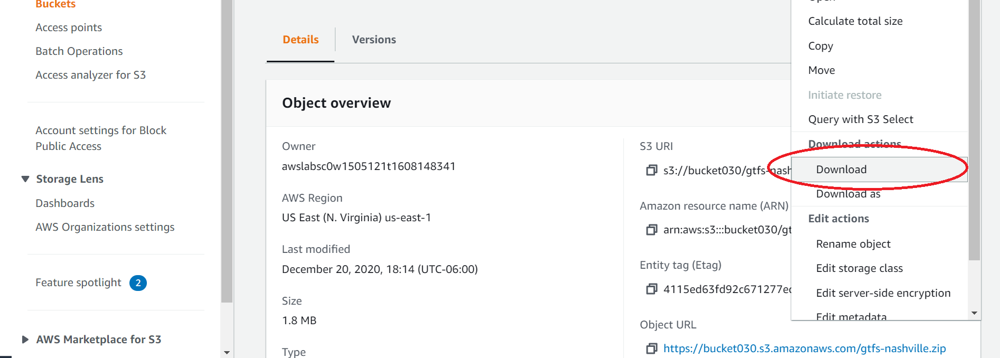 Buckets
Access points
Batch Operations
Access analyzer for S3
Account settings for Block
Public Access
Storage Lens
Dashboards
AWS Organizations settings
Feature spotlight 2
AWS Marketplace for S3
Details
Versions
Object overview
Owner
awslabsc0w1505121t1608148341
AWS Region
US East (N. Virginia) us-east-1
Last modified
December 20, 2020, 18:14 (UTC-06:00)
Size
1.8 MB
Type
S3 URI
s3://bucket030/gtfs-nash
Amazon resource name (ARN)
arn:aws:s3:::bucket030/gt
Entity tag (Etag)
4115ed63fd92c671277ec
Object URL
https://bucket030.s3.amazonaws.com/gtfs-nashville.zip
Open
Calculate total size
Copy
Move
Initiate restore
Query with S3 Select
Download actions
Download
Download as
Edit actions
Rename object
Edit storage class
Edit server-side encryption
Edit metadata